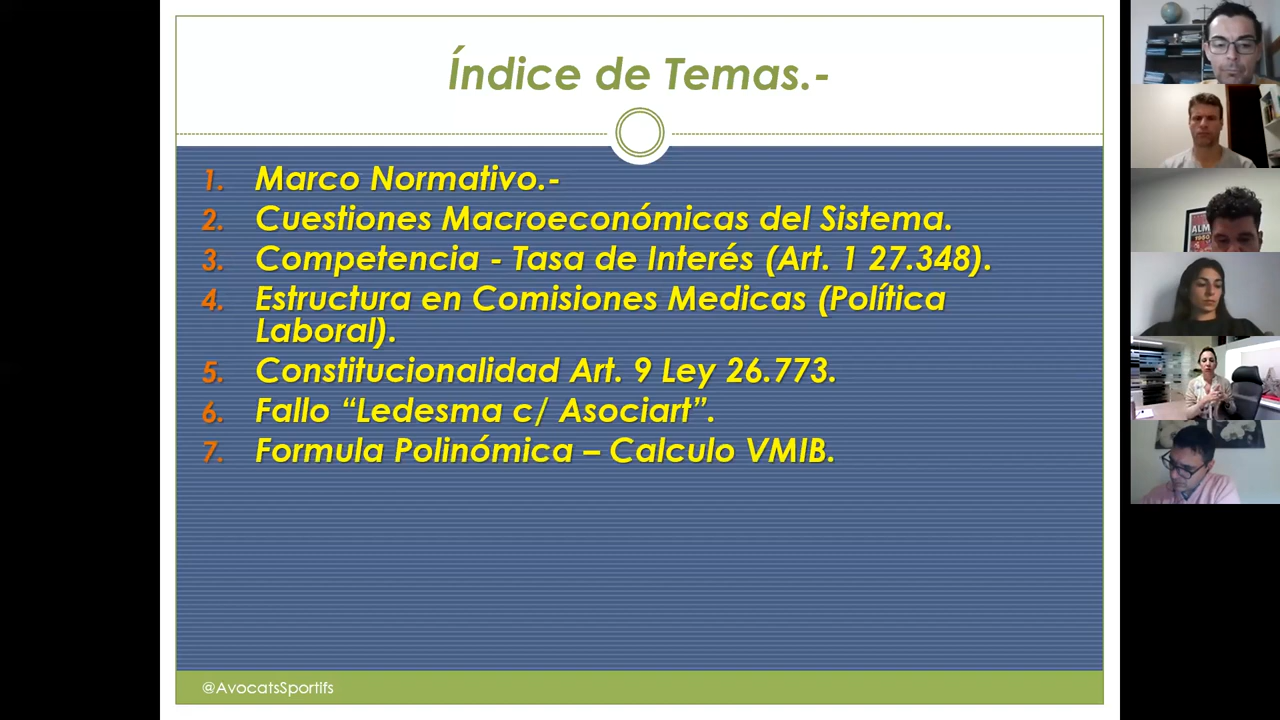 Índice de Temas.-
1. Marco Normativo.-
2. Cuestiones Macroeconómicas del Sistema.
3. Competencia - Tasa de Interés (Art. 1 27.348).
4. Estructura en Comisiones Medicas (Política
Laboral).
5. Constitucionalidad Art. 9 Ley 26.773.
6. Fallo “Ledesma c/ Asociart”.
7. Formula Polinómica – Calculo VMIB.
@AvocatsSportifs
ALM
1980